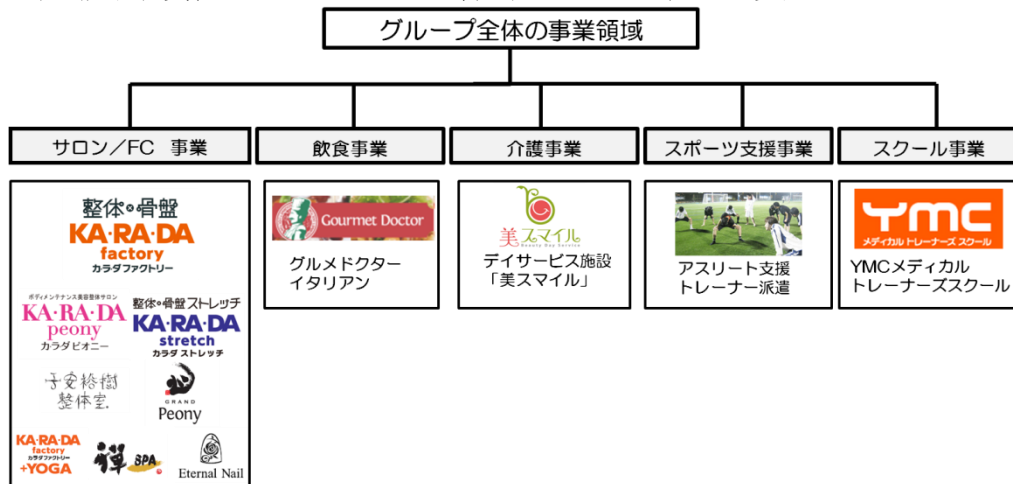 グループ全体の事業領域
サロン／FC 事業
飲食事業
介護事業
スポーツ支援事業
スクール事業
整体・骨盤
KA・RA・DA
factory
カラダファクトリー
ボディメンテナンス美容整体サロン
KA・RA・DA
peony
カラダピオニー
整体・骨盤ストレッチ
KA・RA・DA
stretch
カラダ ストレッチ
子安裕樹
整体室.
GRAND
Peony
KA・RA・DA
factory
カラダファクトリー
+YOGA
禅 SPA
Eternal Nail
Gourmet Doctor
グルメドクター
イタリアン
美スマイル
Beauty Day Service
デイサービス施設
「美スマイル」
アスリート支援
トレーナー派遣
YMC
メディカル トレーナーズ スクール
YMCメディカル
トレーナーズスクール